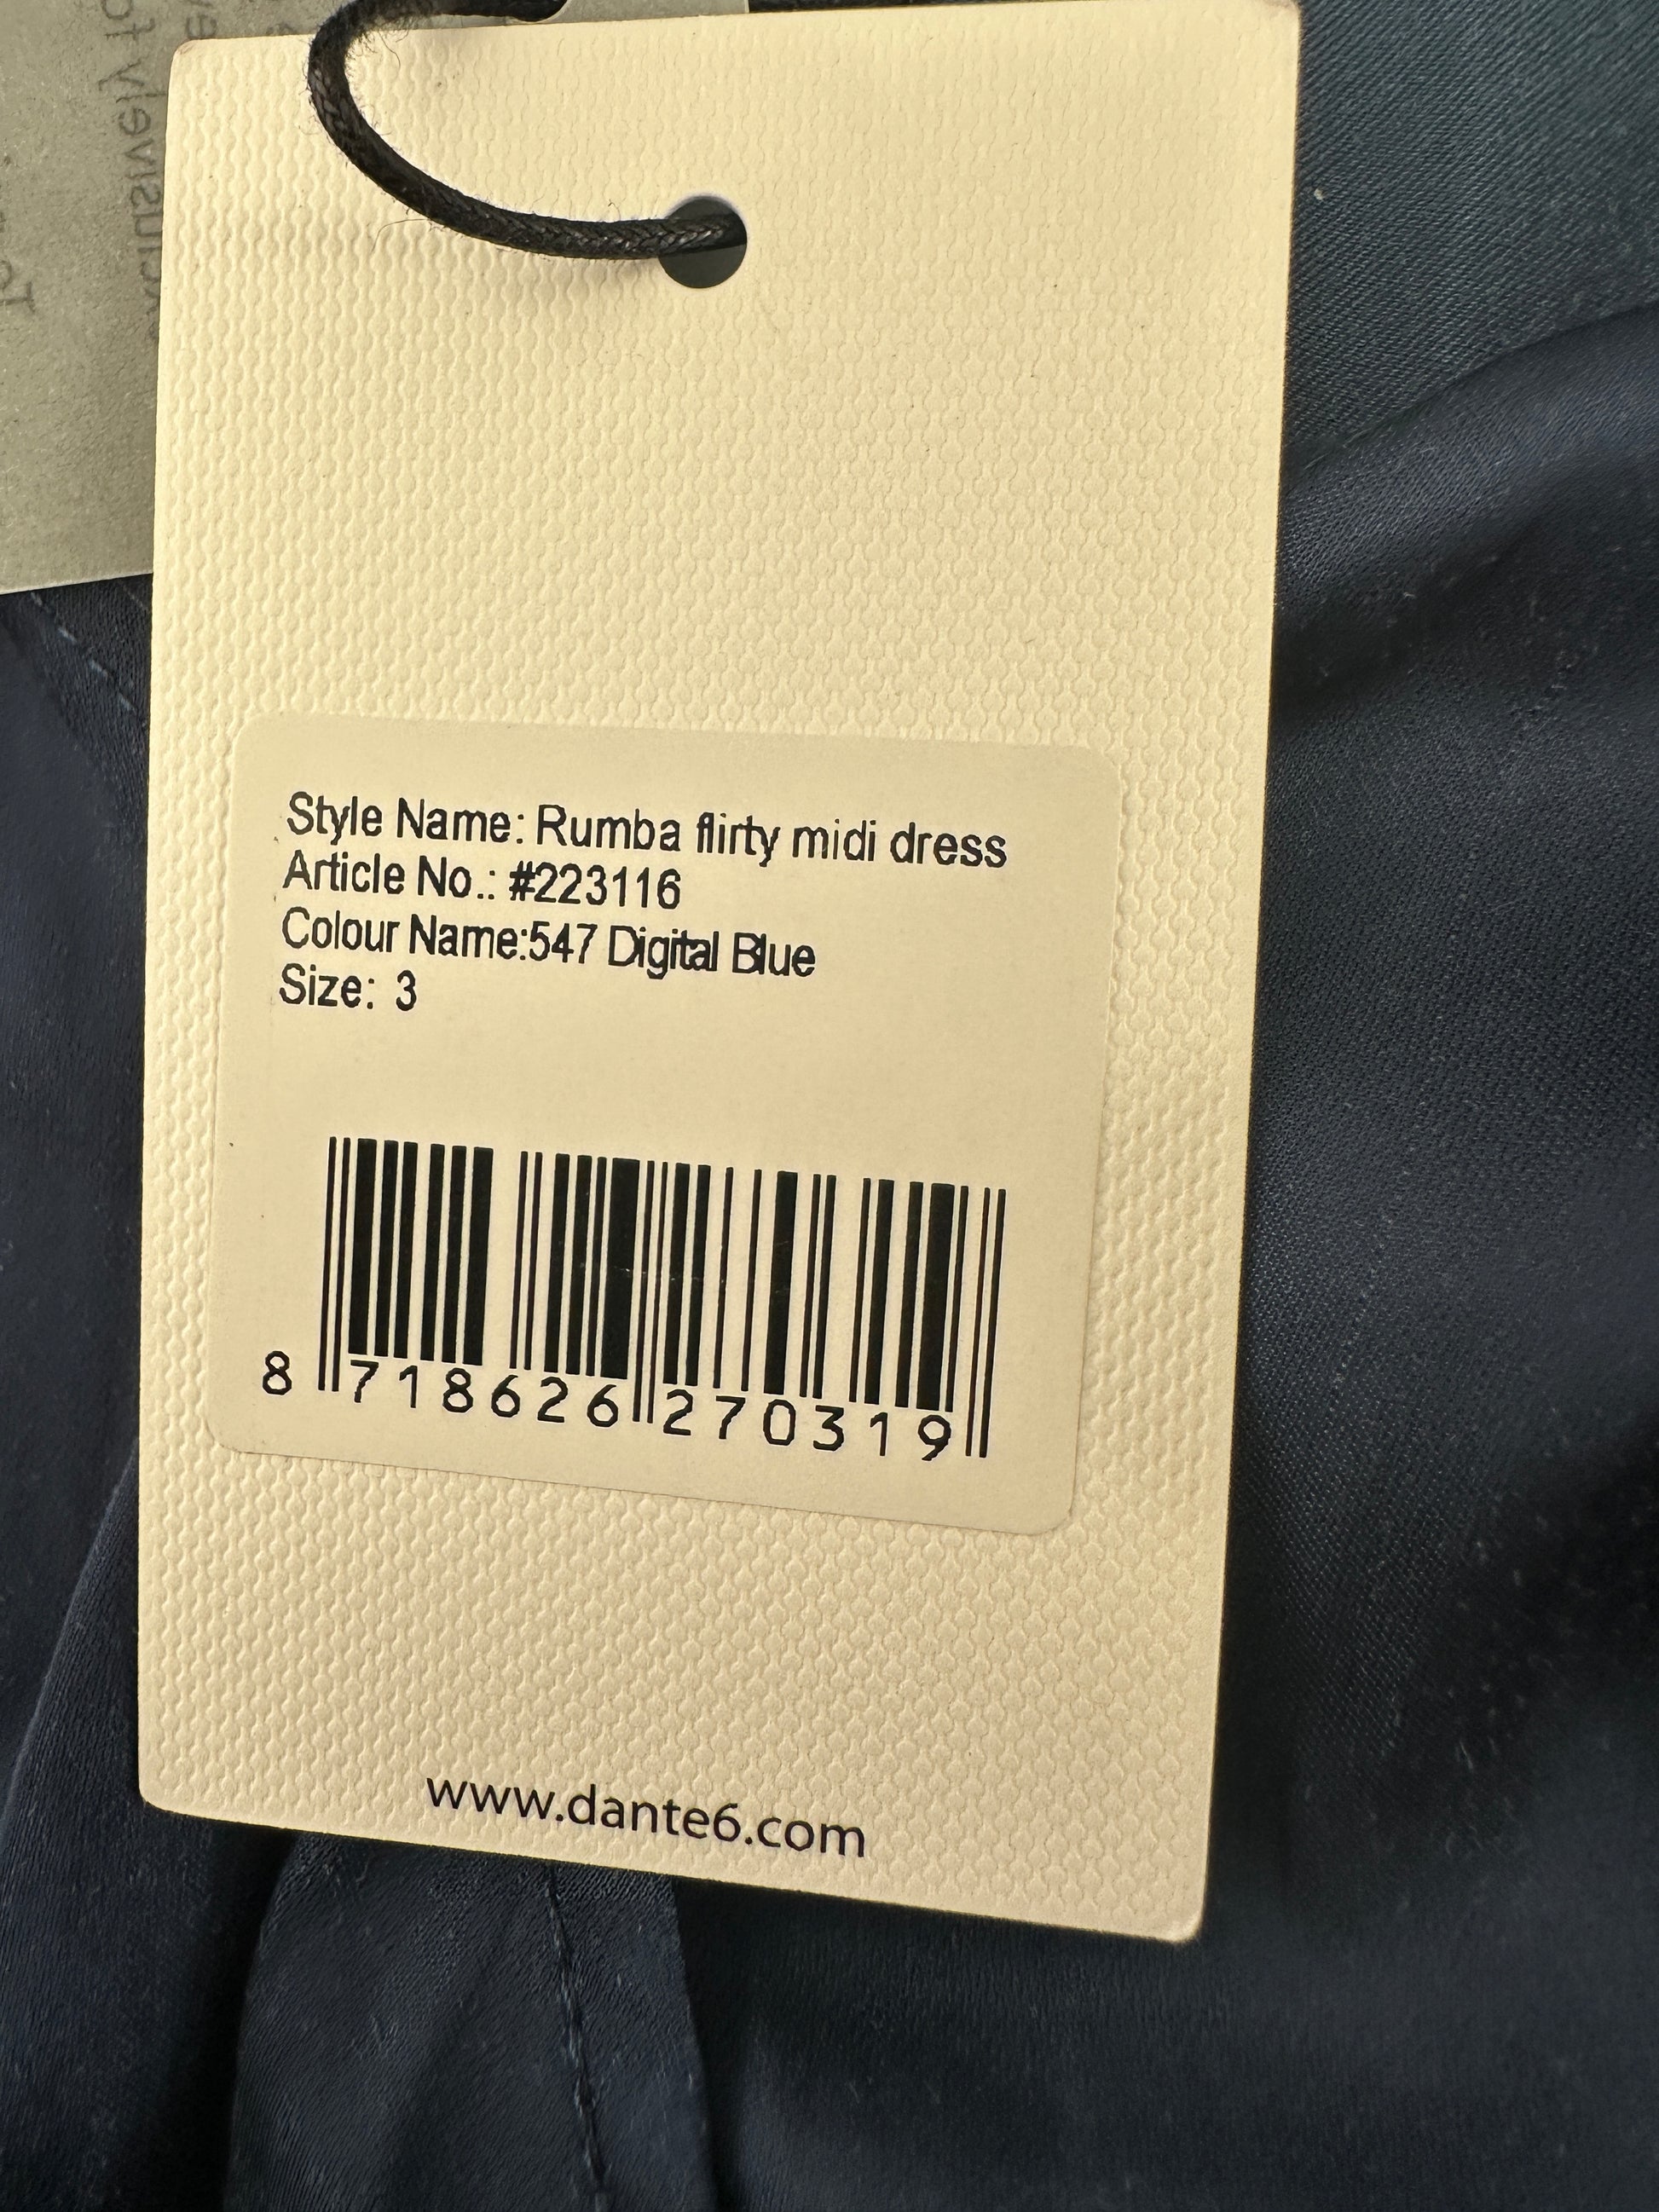 Style Name: Rumba flirty midi dress
Article No.: #223116
Colour Name:547 Digital Blue
Size: 3
8 718626 270319
www.dante6.com